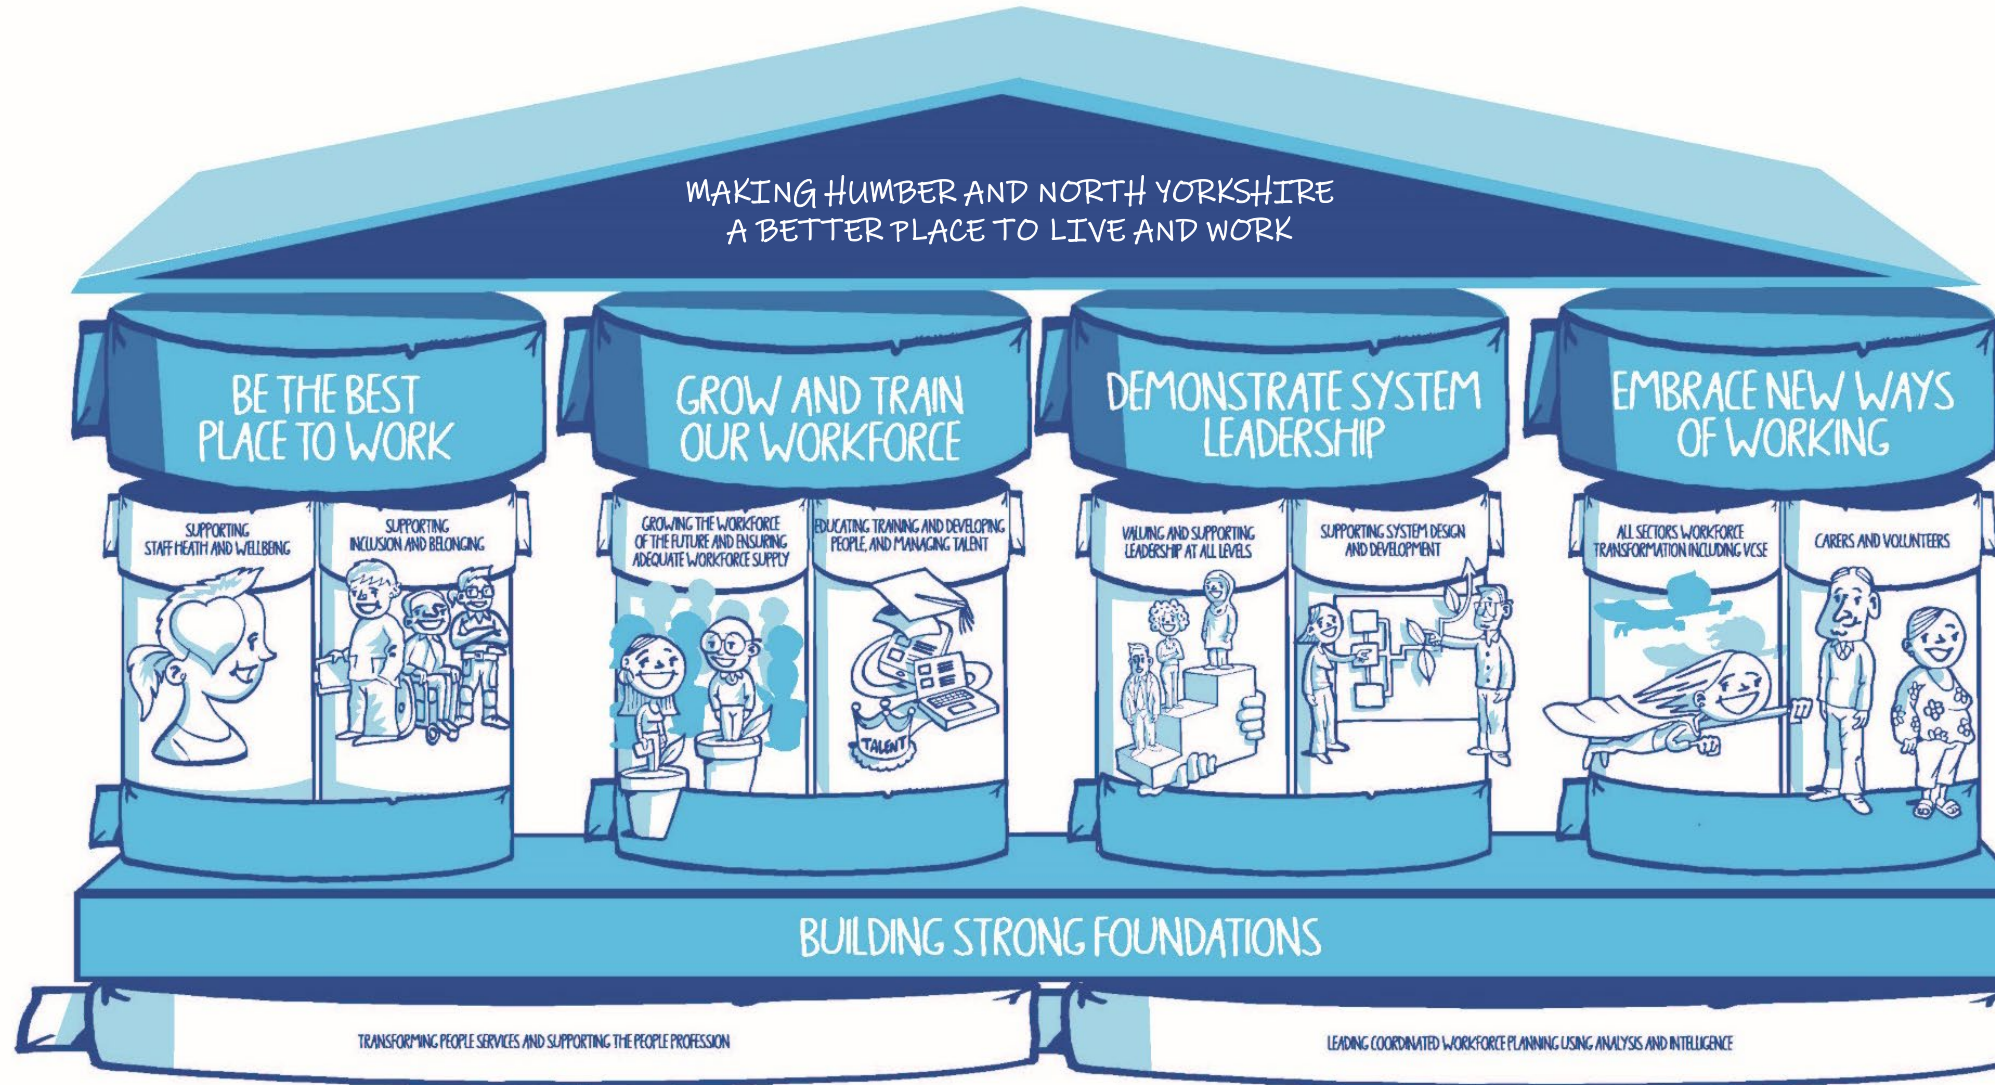 MAKING HUMBER AND NORTH YORKSHIRE
A BETTER PLACE TO LIVE AND WORK
BE THE BEST
PLACE TO WORK
GROW AND TRAIN
OUR WORKFORCE
DEMONSTRATE SYSTEM
LEADERSHIP
EMBRACE NEW WAYS
OF WORKING
SUPPORTING
STAFF HEATH AND WELLBEING
SUPPORTING
INCLUSION AND BELONGING
GROWING THE WORKFORCE
OF THE FUTURE AND ENSURING
ADEQUATE WORKFORCE SUPPLY
EDUCATING TRAINING AND DEVELOPING
PEOPLE, AND MANAGING TALENT
VALUING AND SUPPORTING
LEADERSHIP AT ALL LEVELS
SUPPORTING SYSTEM DESIGN
AND DEVELOPMENT
ALL SECTORS WORKFORCE
TRANSFORMATION INCLUDING VCSE
CARERS AND VOLUNTEERS
TALENT
BUILDING STRONG FOUNDATIONS
TRANSFORMING PEOPLE SERVICES AND SUPPORTING THE PEOPLE PROFESSION
LEADING COORDINATED WORKFORCE PLANNING USING ANALYSIS AND INTELLIGENCE